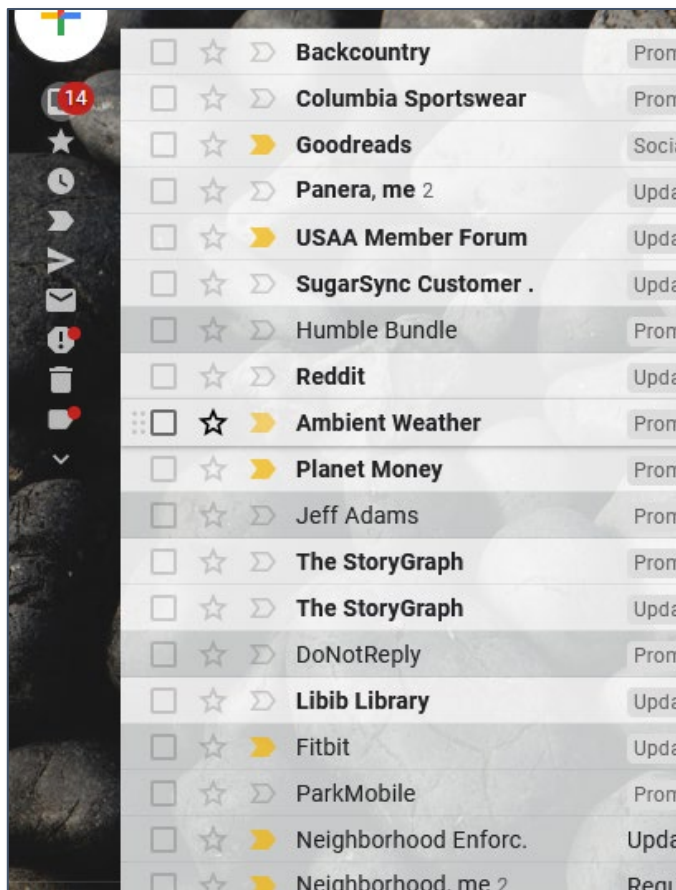 14
Backcountry Prom
Columbia Sportswear Prom
Goodreads Socia
Panera, me 2 Upda
USAA Member Forum Upda
SugarSync Customer . Upda
Humble Bundle Prom
Reddit Upda
Ambient Weather Prom
Planet Money Prom
Jeff Adams Prom
The StoryGraph Prom
The StoryGraph Upda
DoNotReply Prom
Libib Library Upda
Fitbit Upda
ParkMobile Prom
Neighborhood Enforc. Upda
Neighborhood, me 2 Requ